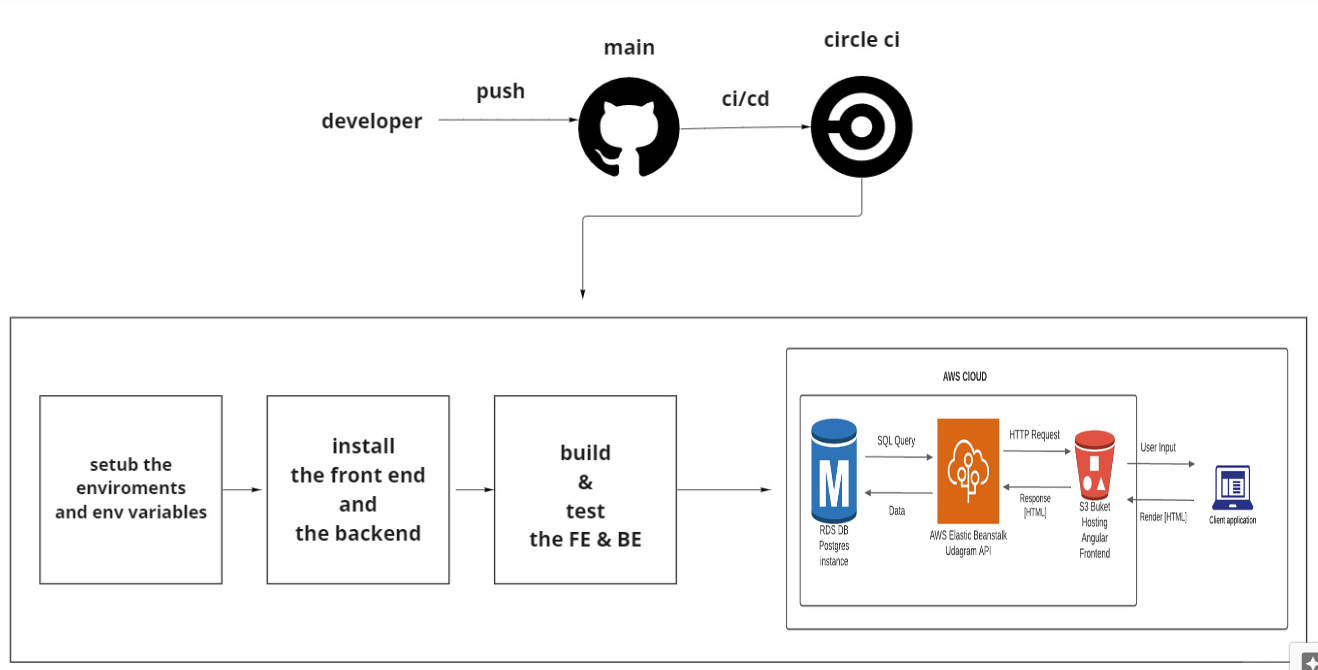 main
circle ci
push
ci/cd
developer
setub the
enviroments
and env variables
install
the front end
and
the backend
build
&
test
the FE & BE
AWS CLOUD
SQL Query
Data
M
RDS DB
Postgres
instance
AWS Elastic Beanstalk
Udagram API
HTTP Request
Response
[HTML]
S3 Buket
Hosting
Angular
Frontend
User Input
Render [HTML]
Client application